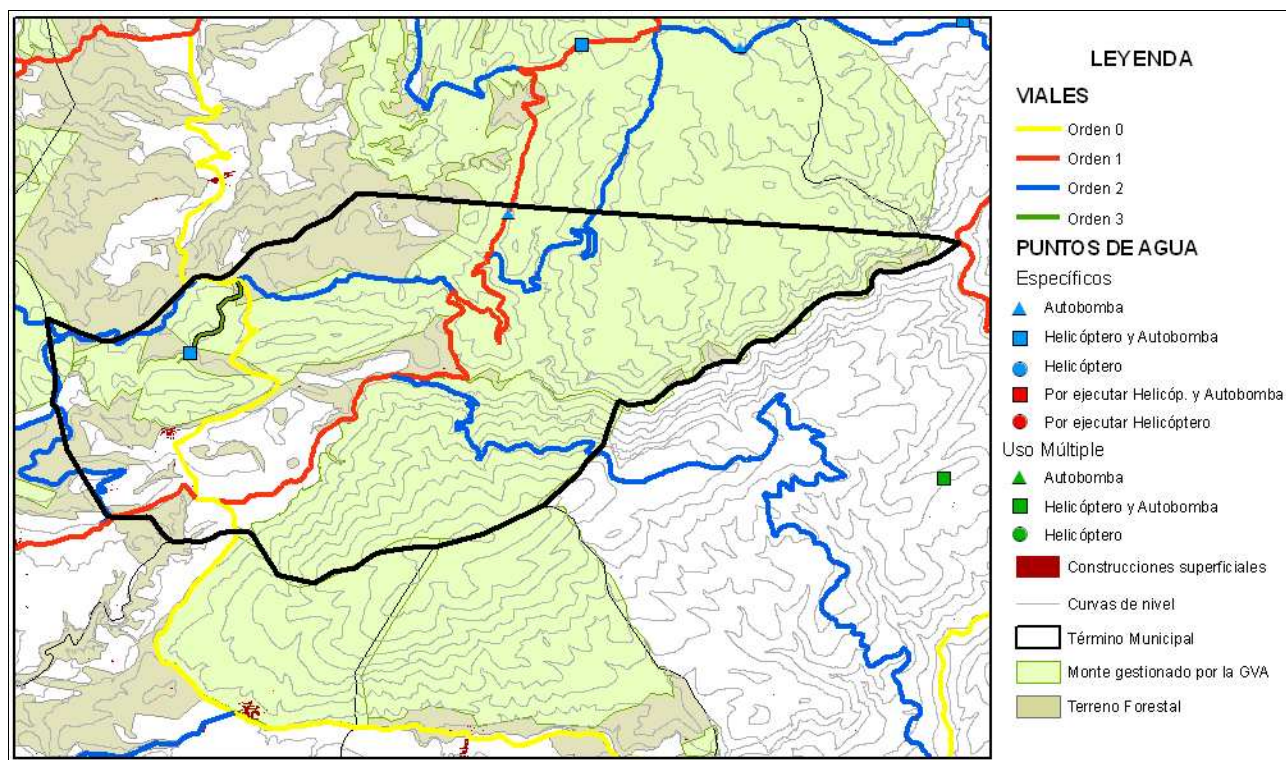 LEYENDA
VIALES
Orden 0
Orden 1
Orden 2
Orden 3
PUNTOS DE AGUA
Específicos
Autobomba
Helicóptero y Autobomba
Helicóptero
Por ejecutar Helicóp. y Autobomba
Por ejecutar Helicóptero
Uso Múltiple
Autobomba
Helicóptero y Autobomba
Helicóptero
Construcciones superficiales
Curvas de nivel
Término Municipal
Monte gestionado por la GVA
Terreno Forestal